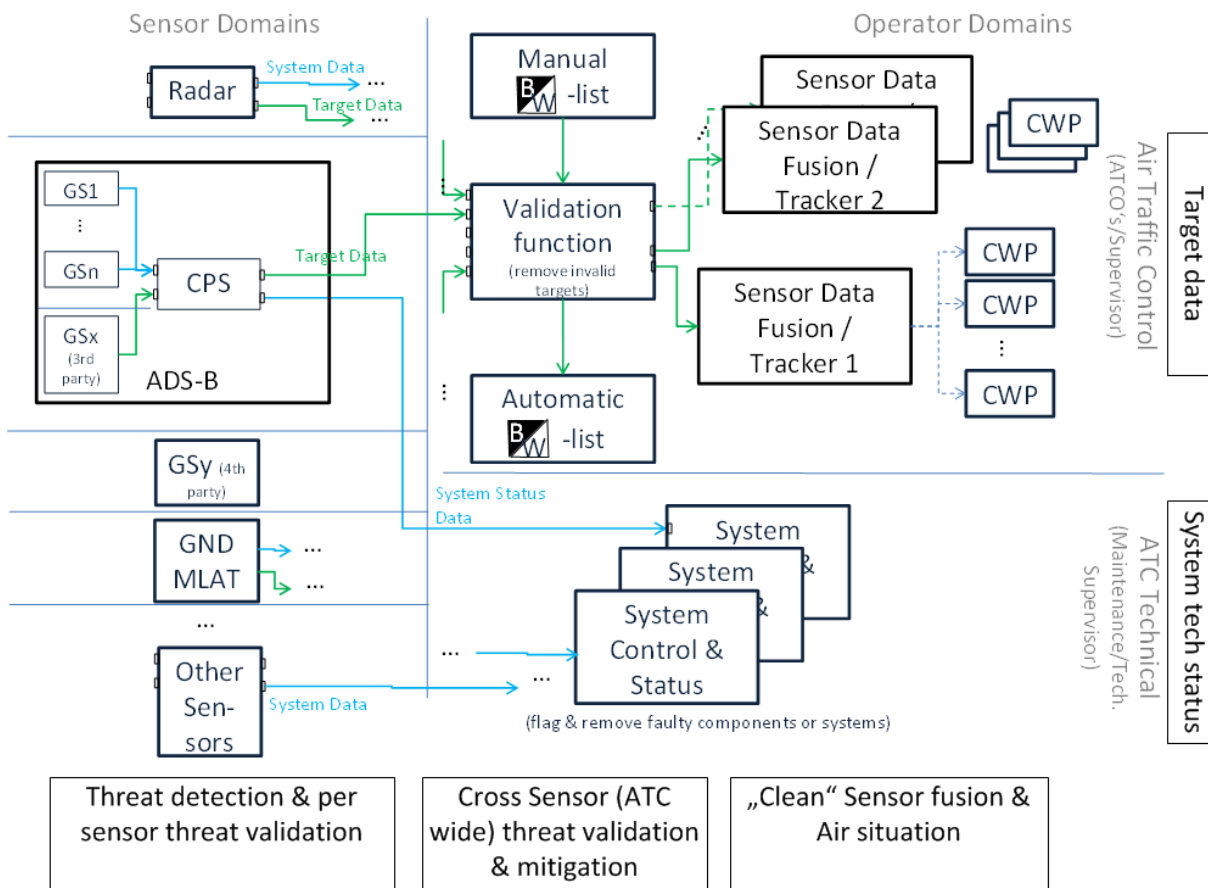 Sensor Domains
Operator Domains
Radar
System Data
...
Target Data
...
Manual
B W -list
Sensor Data
Sensor Data
Fusion /
Tracker 2
CWP
Air Traffic Control
(ATCO's/Supervisor)
Target data
GS1
...
GSn
GSx
(3rd
party)
CPS
ADS-B
Target Data
...
Validation
function
(remove invalid
targets)
...
Sensor Data
Fusion /
Tracker 1
CWP
CWP
...
CWP
...
Automatic
B W -list
GSy (4th
party)
System Status
Data
GND
MLAT
...
...
...
Other
Sen-
sors
System Data
...
...
System
&
System
&
System
Control &
Status
(flag & remove faulty components or systems)
ATC Technical
(Maintenance/Tech.
Supervisor)
System tech status
Threat detection & per
sensor threat validation
Cross Sensor (ATC
wide) threat validation
& mitigation
„Clean“ Sensor fusion &
Air situation